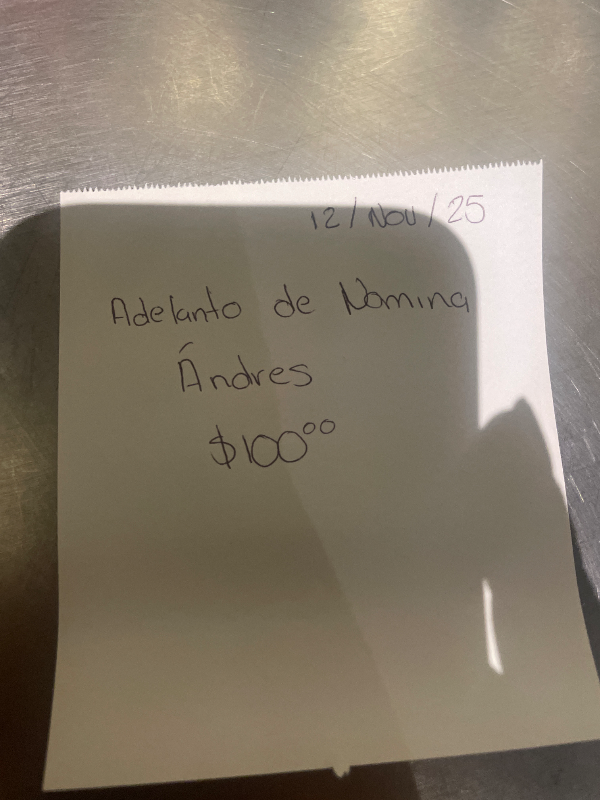 12/NOV/25
Adelanto de Nomina
Ándres
$100⁰⁰